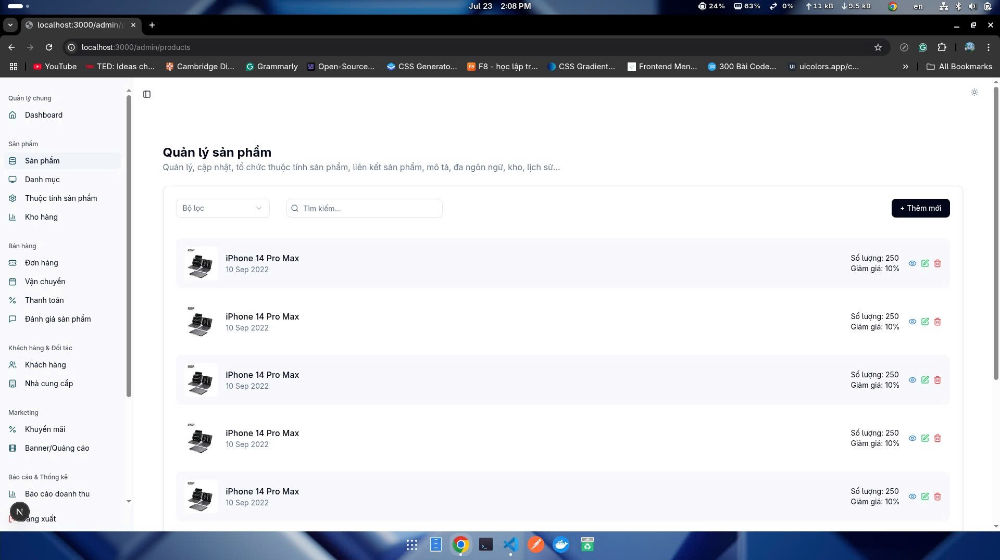 Jul 23 2:08 PM
24% 63% 0% 11 kB 9.5 kB en
localhost:3000/admin/p
localhost:3000/admin/products
YouTube TED: Ideas ch... Cambridge Di... Grammarly Open-Source... CSS Generato... F8 - học lập tr... CSS Gradient... Frontend Men... 300 Bài Code... uicolors.app/c... All Bookmarks
Quản lý chung
Dashboard
Sản phẩm
Sản phẩm
Danh mục
Thuộc tính sản phẩm
Kho hàng
Bán hàng
Đơn hàng
Vận chuyển
Thanh toán
Đánh giá sản phẩm
Khách hàng & Đối tác
Khách hàng
Nhà cung cấp
Marketing
Khuyến mãi
Banner/Quảng cáo
Báo cáo & Thống kê
Báo cáo doanh thu
N
ăng xuất
Quản lý sản phẩm
Quản lý, cập nhật, tổ chức thuộc tính sản phẩm, liên kết sản phẩm, mô tả, đa ngôn ngữ, kho, lịch sử...
Bộ lọc
Tìm kiếm...
+ Thêm mới
ESR
iPhone 14 Pro Max
10 Sep 2022
Số lượng: 250
Giảm giá: 10%
ESR
iPhone 14 Pro Max
10 Sep 2022
Số lượng: 250
Giảm giá: 10%
ESR
iPhone 14 Pro Max
10 Sep 2022
Số lượng: 250
Giảm giá: 10%
ESR
iPhone 14 Pro Max
10 Sep 2022
Số lượng: 250
Giảm giá: 10%
ESR
iPhone 14 Pro Max
10 Sep 2022
Số lượng: 250
Giảm giá: 10%